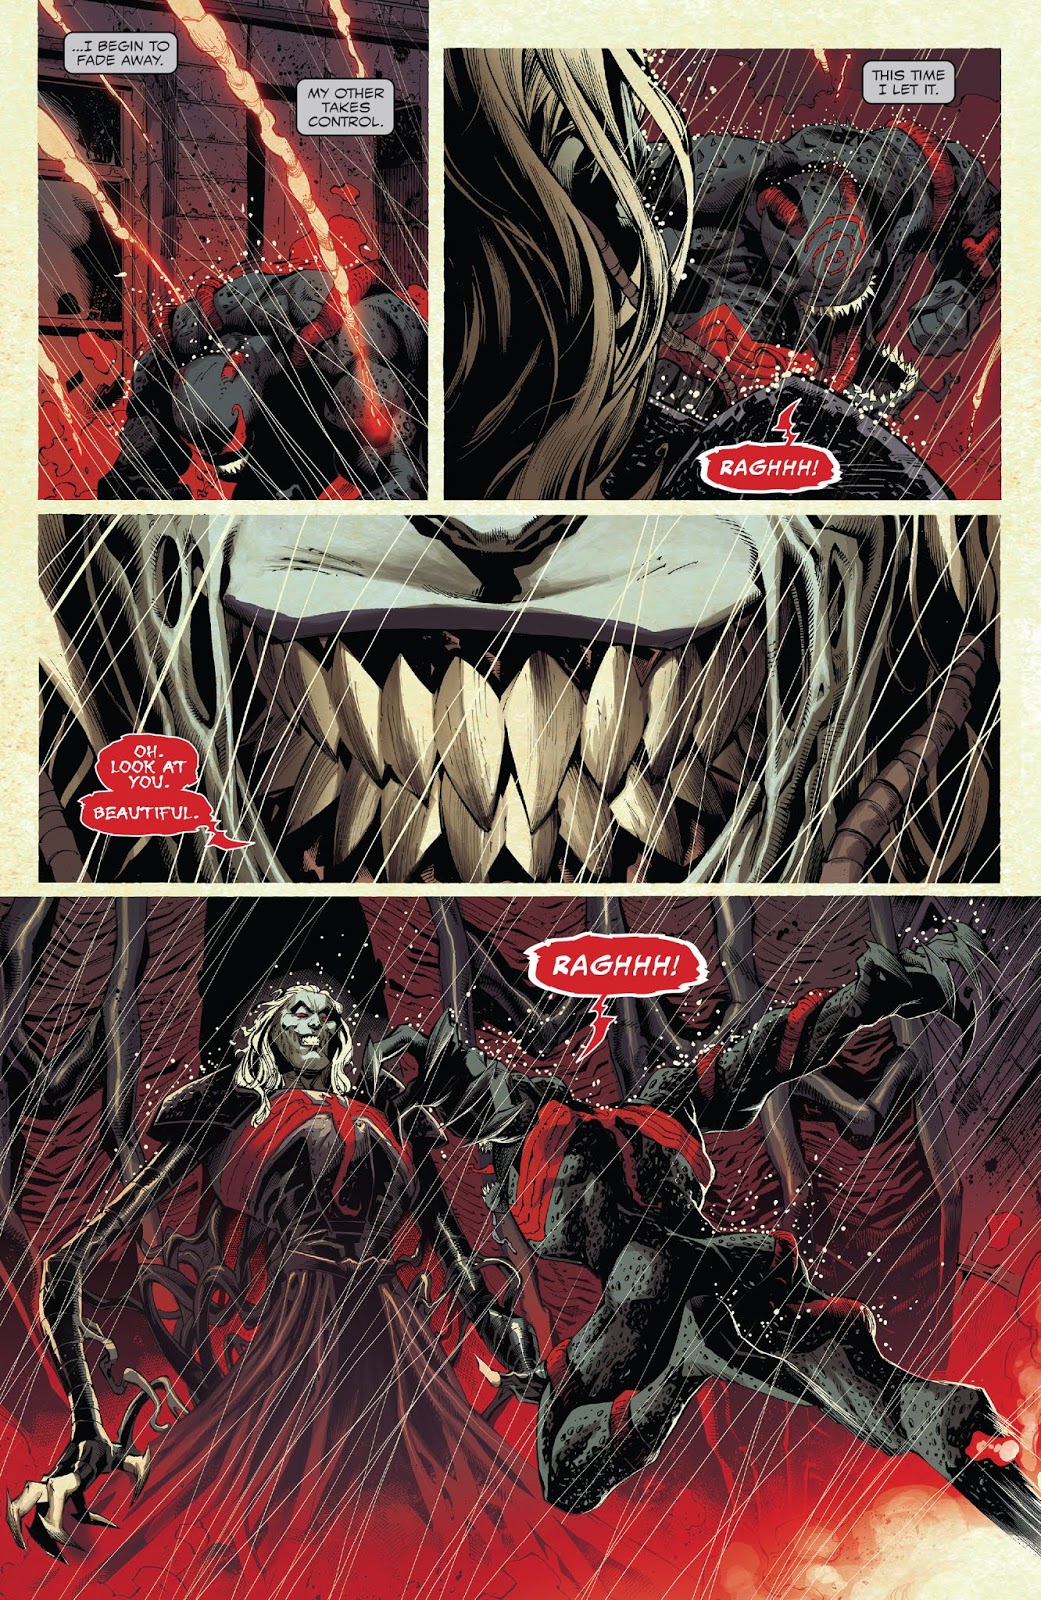 ...I BEGIN TO
FADE AWAY.
MY OTHER
TAKES
CONTROL.
THIS TIME
I LET IT.
RAGHHH!
OH.
LOOK AT
YOU.
BEAUTIFUL.
RAGHHH!